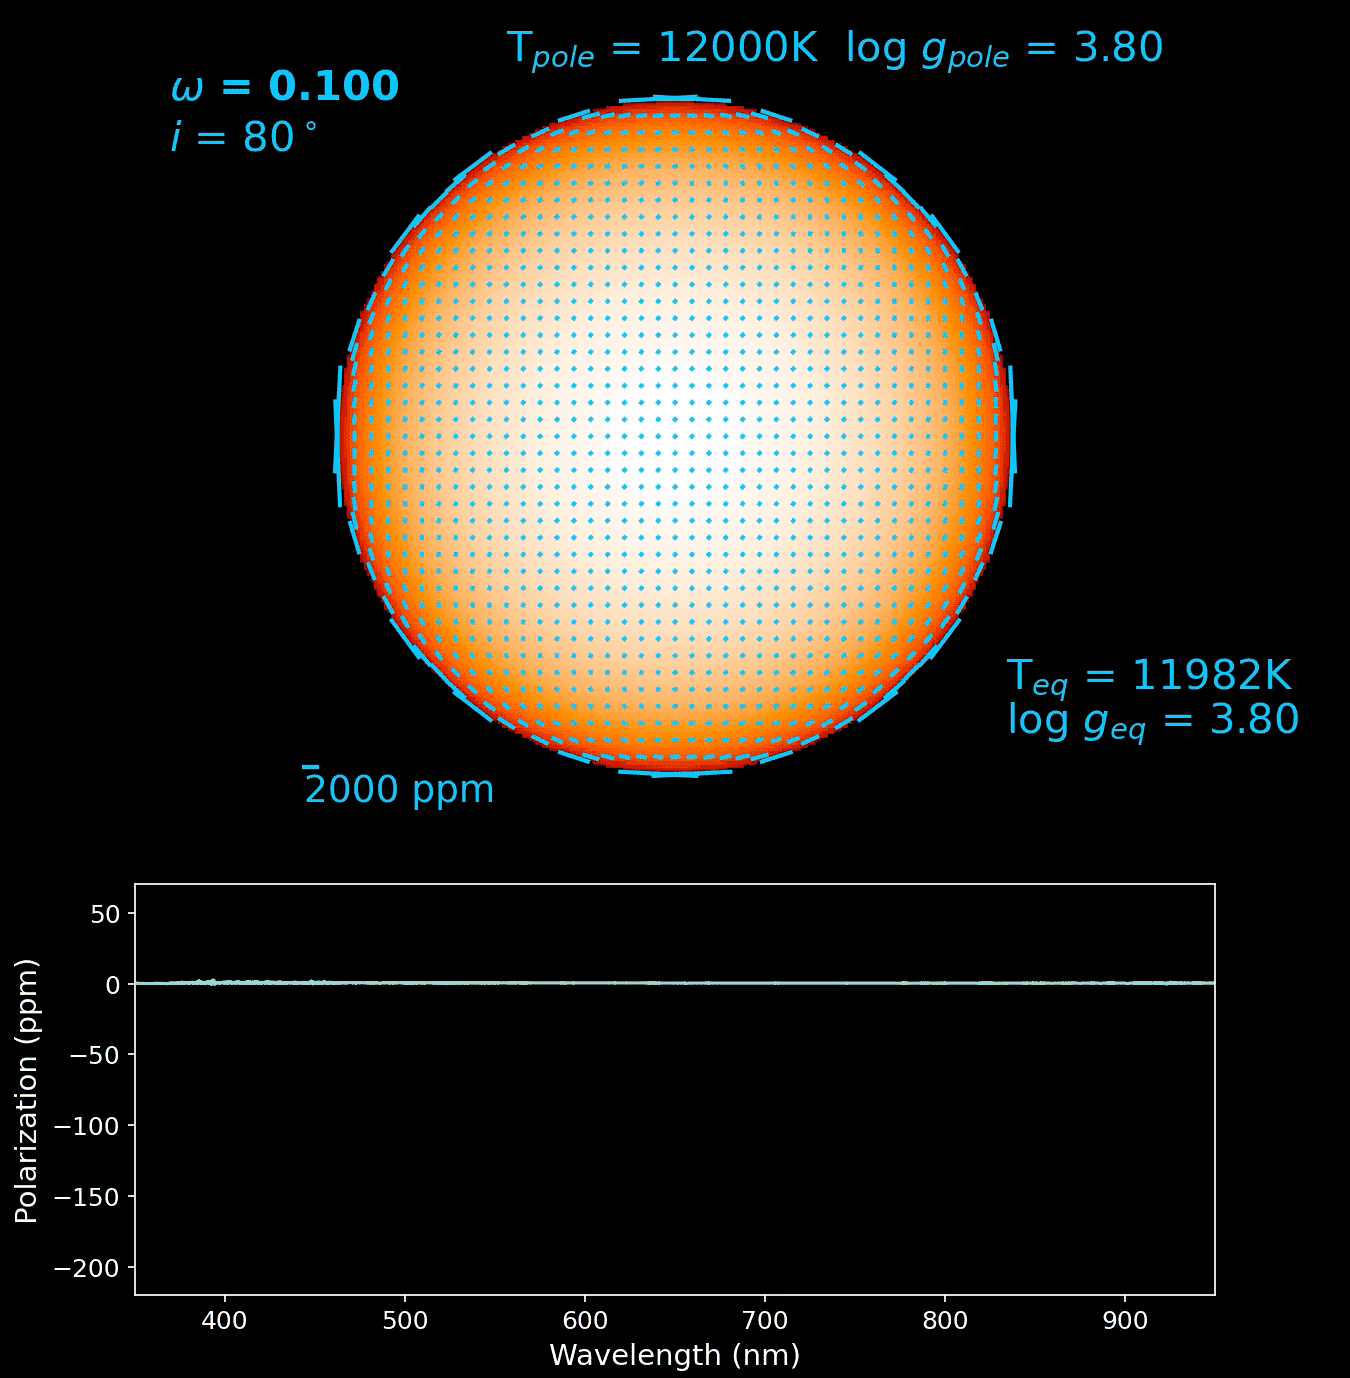 T_pole = 12000K log g_pole = 3.80
ω = 0.100
i = 80°
T_eq = 11982K
log g_eq = 3.80
2000 ppm
Polarization (ppm)
50
0
−50
−100
−150
−200
400 500 600 700 800 900
Wavelength (nm)